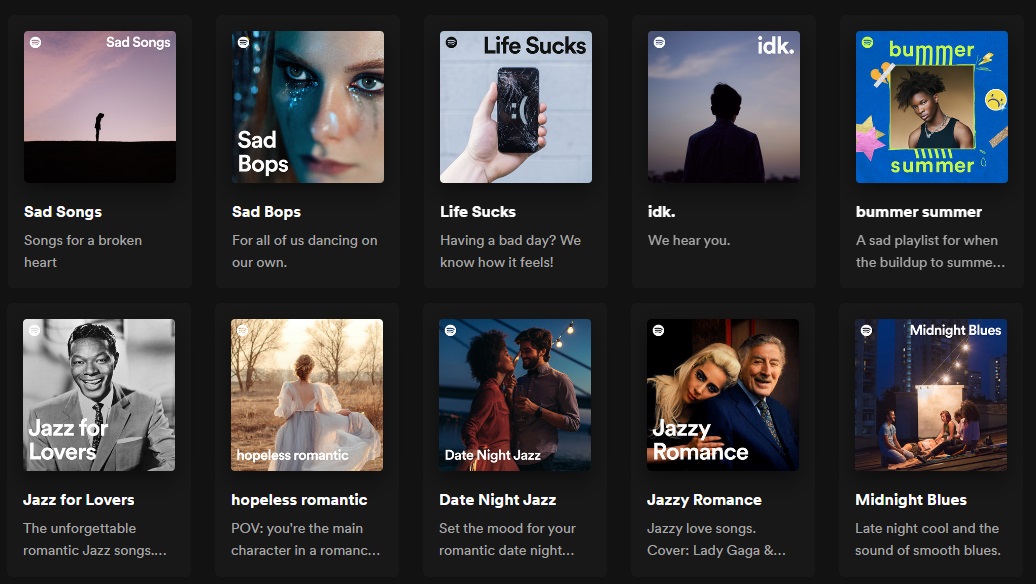 Sad Songs
Sad
Bops
Life Sucks
:(
idk.
bummer
summer
Sad Songs
Songs for a broken
heart
Sad Bops
For all of us dancing on
our own.
Life Sucks
Having a bad day? We
know how it feels!
idk.
We hear you.
bummer summer
A sad playlist for when
the buildup to summe...
Jazz for
Lovers
hopeless romantic
Date Night Jazz
Jazzy
Romance
Midnight Blues
Jazz for Lovers
The unforgettable
romantic Jazz songs....
hopeless romantic
POV: you're the main
character in a romanc...
Date Night Jazz
Set the mood for your
romantic date night...
Jazzy Romance
Jazzy love songs.
Cover: Lady Gaga &...
Midnight Blues
Late night cool and the
sound of smooth blues.